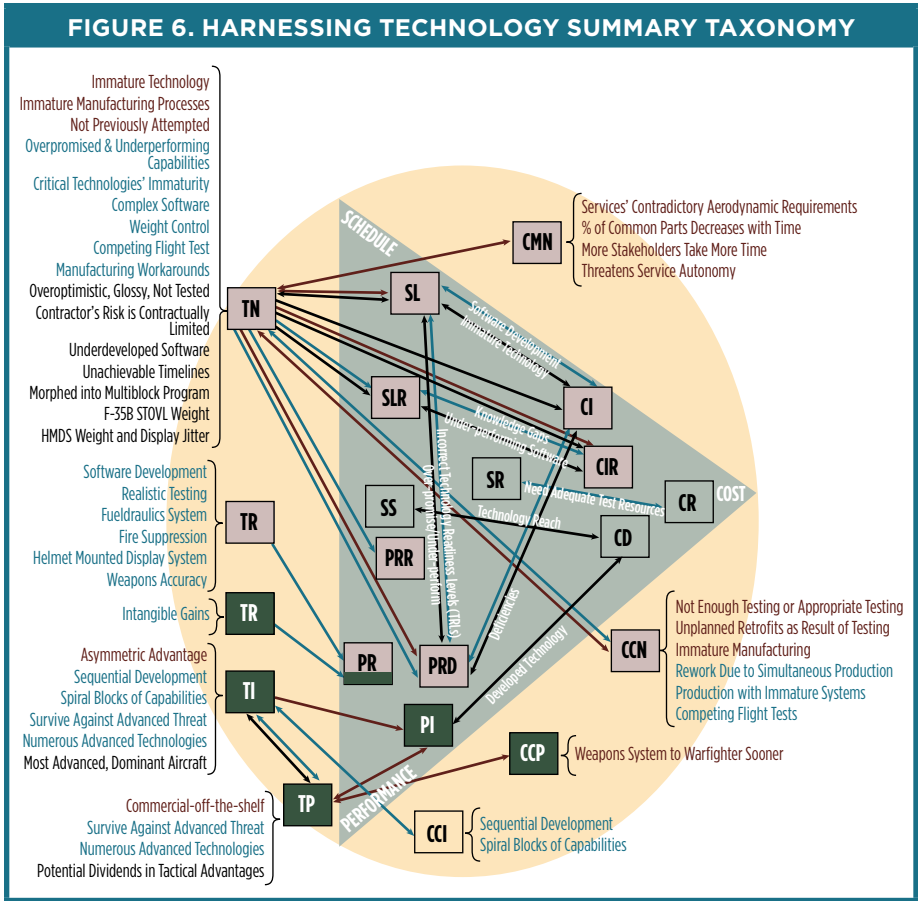 FIGURE 6. HARNESSING TECHNOLOGY SUMMARY TAXONOMY
Immature Technology
Immature Manufacturing Processes
Not Previously Attempted
Overpromised & Underperforming
Capabilities
Critical Technologies' Immaturity
Complex Software
Weight Control
Competing Flight Test
Manufacturing Workarounds
Overoptimistic, Glossy, Not Tested
Contractor's Risk is Contractually
Limited
Underdeveloped Software
Unachievable Timelines
Morphed into Multiblock Program
F-35B STOVL Weight
HMDS Weight and Display Jitter
TN
Software Development
Realistic Testing
Fueldraulics System
Fire Suppression
Helmet Mounted Display System
Weapons Accuracy
TR
Intangible Gains
TR
Asymmetric Advantage
Sequential Development
Spiral Blocks of Capabilities
Survive Against Advanced Threat
Numerous Advanced Technologies
Most Advanced, Dominant Aircraft
TI
Commercial-off-the-shelf
Survive Against Advanced Threat
Numerous Advanced Technologies
Potential Dividends in Tactical Advantages
TP
SCHEDULE
COST
PERFORMANCE
SL
SLR
SS
SR
PRR
PR
PRD
PI
CI
CIR
CR
CD
Software Development
Immature Technology
Knowledge Gaps
Under-performing Software
Need Adequate Test Resources
Technology Reach
Incorrect Technology Readiness Levels (TRLs)
Over-promise/Under-perform
Deficiencies
Developed Technology
CMN
Services' Contradictory Aerodynamic Requirements
% of Common Parts Decreases with Time
More Stakeholders Take More Time
Threatens Service Autonomy
CCN
Not Enough Testing or Appropriate Testing
Unplanned Retrofits as Result of Testing
Immature Manufacturing
Rework Due to Simultaneous Production
Production with Immature Systems
Competing Flight Tests
CCP
Weapons System to Warfighter Sooner
CCI
Sequential Development
Spiral Blocks of Capabilities